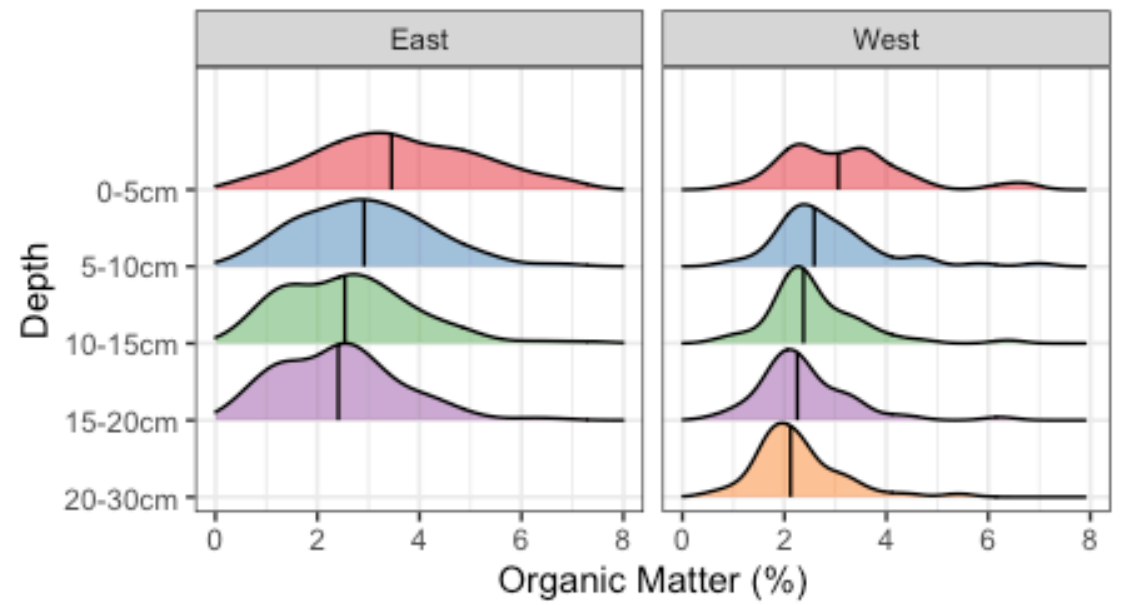 East
West
Depth
0-5cm
5-10cm
10-15cm
15-20cm
20-30cm
0 2 4 6 8
0 2 4 6 8
Organic Matter (%)